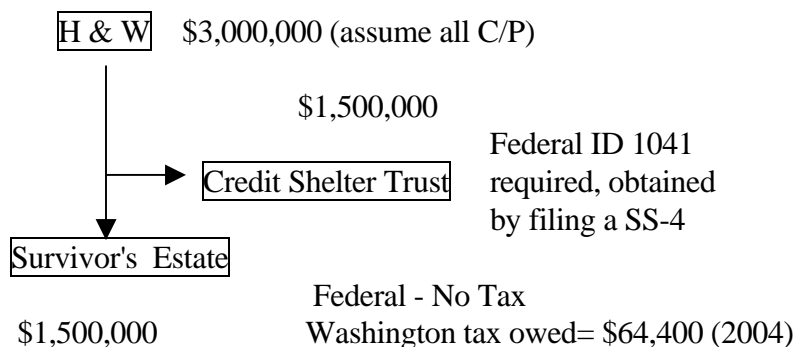 H & W $3,000,000 (assume all C/P)
$1,500,000
Federal ID 1041
Credit Shelter Trust required, obtained
by filing a SS-4
Survivor's Estate
Federal - No Tax
$1,500,000 Washington tax owed= $64,400 (2004)